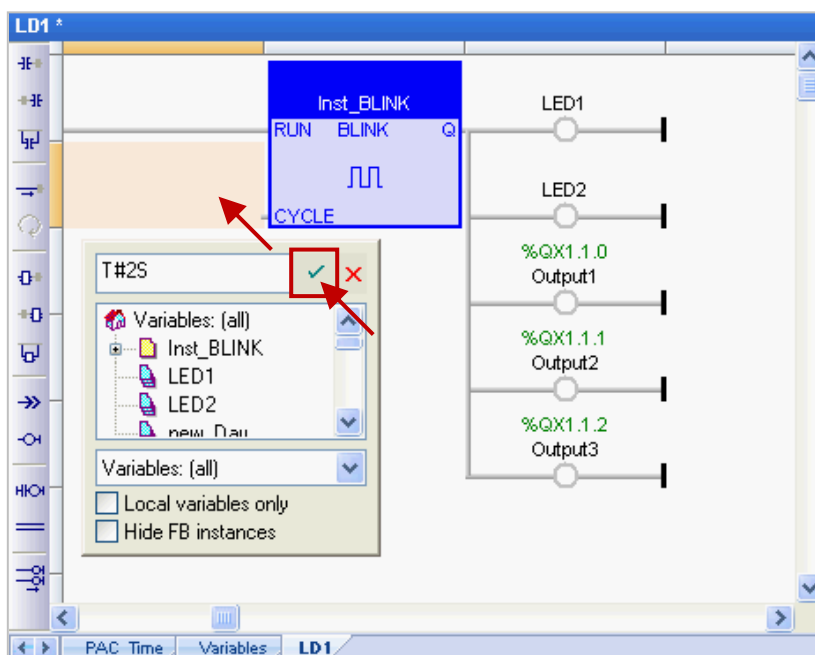 LD1 *
Inst_BLINK
RUN BLINK Q
CYCLE
LED1
LED2
%QX1.1.0
Output1
%QX1.1.1
Output2
%QX1.1.2
Output3
T#2S
Variables: (all)
Inst_BLINK
LED1
LED2
new_Day
Variables: (all)
Local variables only
Hide FB instances
PAC_Time
Variables
LD1